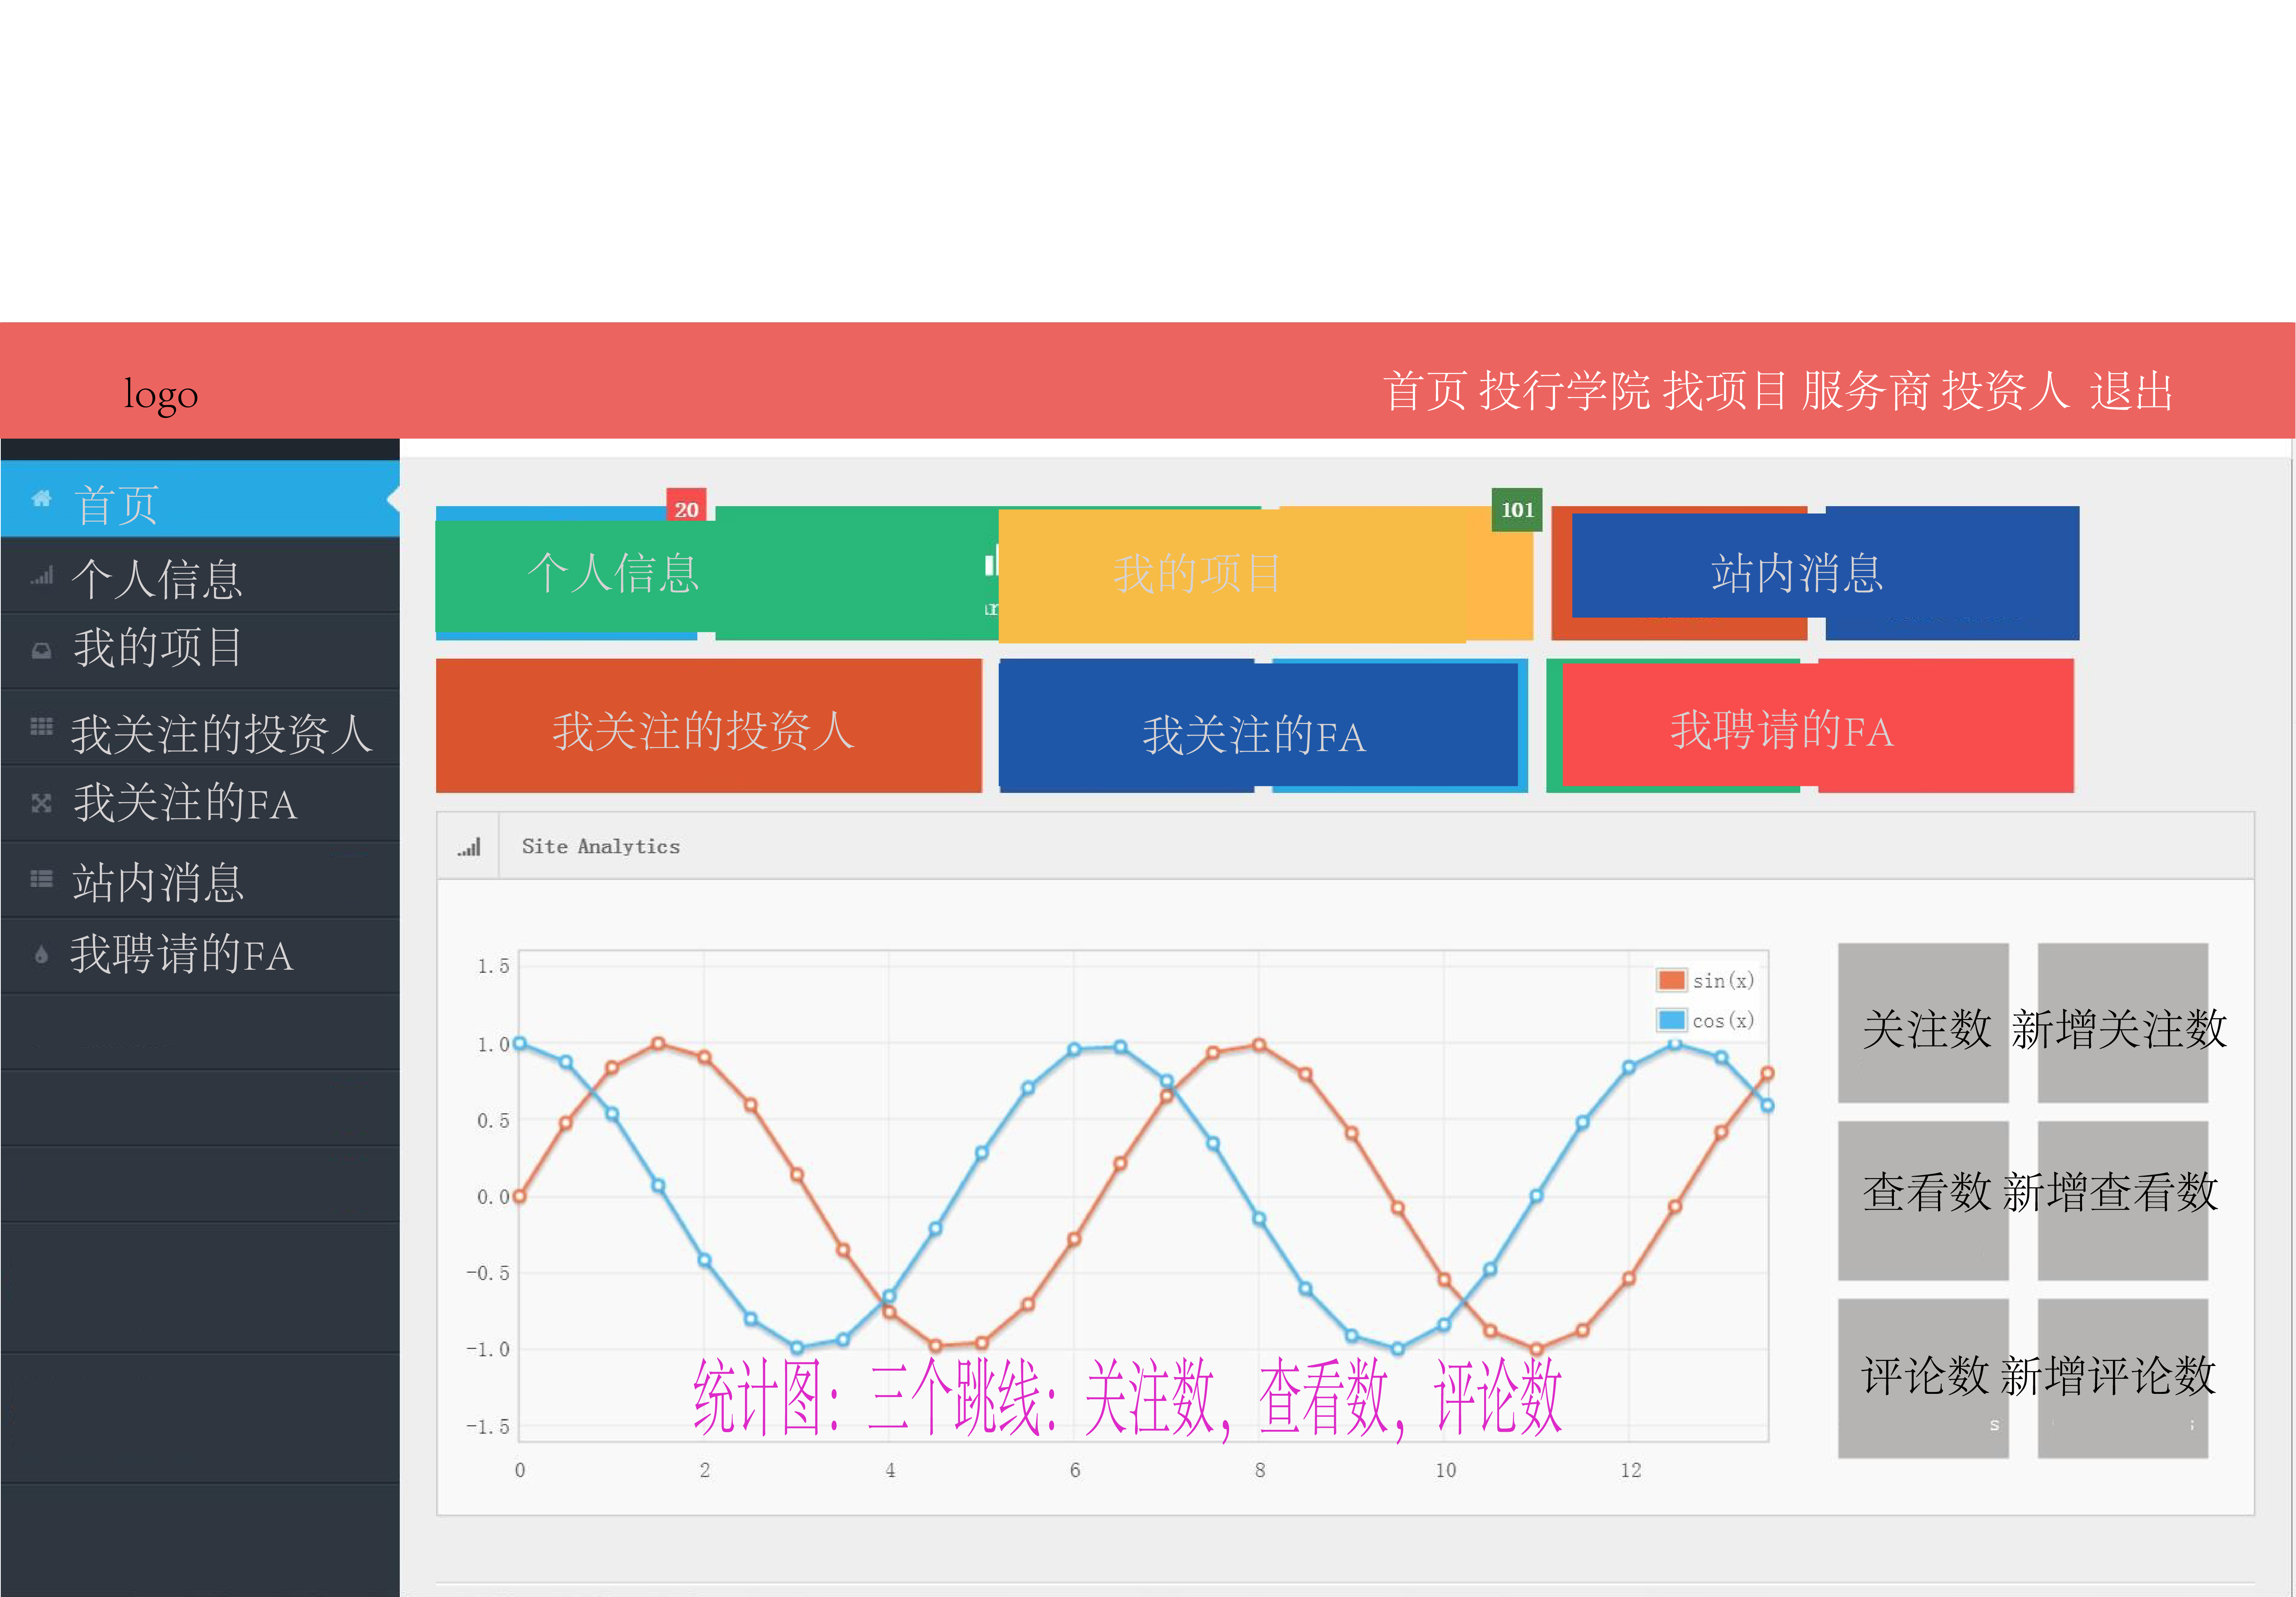 logo
首页 投行学院 找项目 服务商 投资人 退出
首页
个人信息
我的项目
我关注的投资人
我关注的FA
站内消息
我聘请的FA
20
101
个人信息
我的项目
站内消息
我关注的投资人
我关注的FA
我聘请的FA
Site Analytics
1.5
1.0
0.5
0.0
-0.5
-1.0
-1.5
0 2 4 6 8 10 12
sin(x)
cos(x)
统计图：三个跳线：关注数，查看数，评论数
关注数 新增关注数
查看数 新增查看数
评论数 新增评论数
s